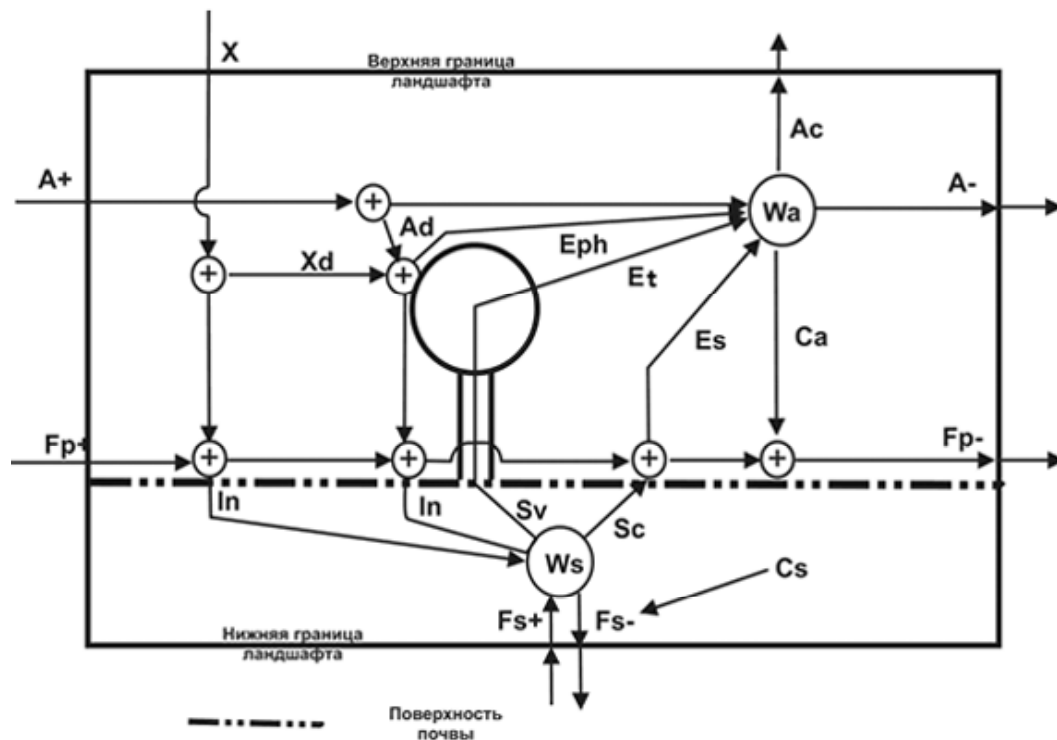 X
Верхняя граница
ландшафта
Ac
A+
A-
+
Wa
Ad
Eph
Xd
+
+
Et
Es
Ca
Fp+
Fp-
+
+
+
+
In
In
Sv
Sc
Ws
Cs
Fs+
Fs-
Нижняя граница
ландшафта
Поверхность
почвы